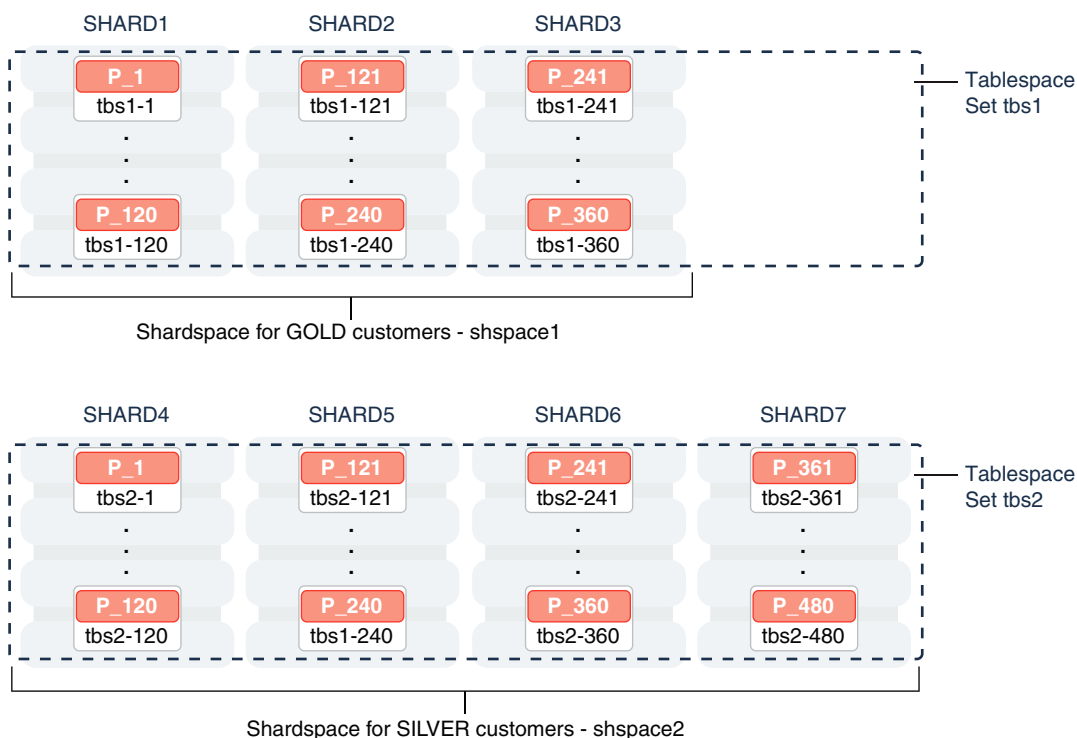 SHARD1 SHARD2 SHARD3
P_1 P_121 P_241
tbs1-1 tbs1-121 tbs1-241
Tablespace
Set tbs1
P_120 P_240 P_360
tbs1-120 tbs1-240 tbs1-360
Shardspace for GOLD customers - shspace1
SHARD4 SHARD5 SHARD6 SHARD7
P_1 P_121 P_241 P_361
tbs2-1 tbs2-121 tbs2-241 tbs2-361
Tablespace
Set tbs2
P_120 P_240 P_360 P_480
tbs2-120 tbs1-240 tbs2-360 tbs2-480
Shardspace for SILVER customers - shspace2